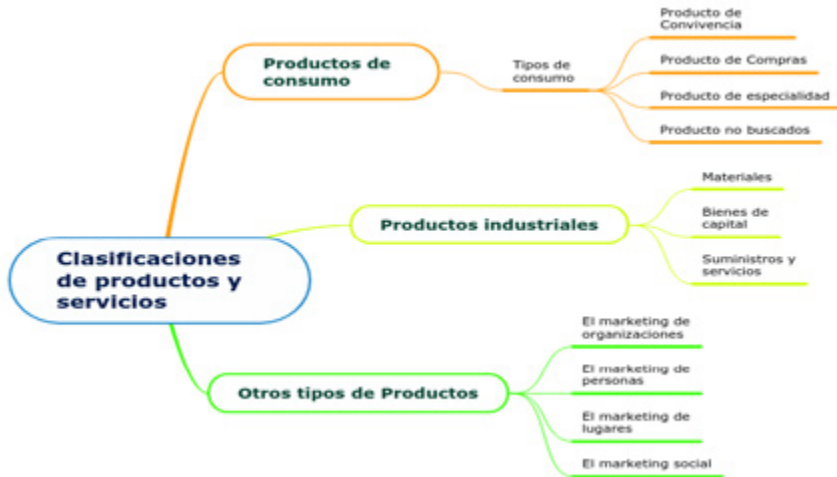 Clasificaciones
de productos y
servicios
Productos de
consumo
Tipos de
consumo
Producto de
Convivencia
Producto de Compras
Producto de especialidad
Producto no buscados
Productos industriales
Materiales
Bienes de
capital
Suministros y
servicios
Otros tipos de Productos
El marketing de
organizaciones
El marketing de
personas
El marketing de
lugares
El marketing social